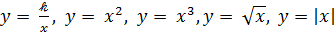 y = k/x, y = x², y = x³, y = √x, y = |x|